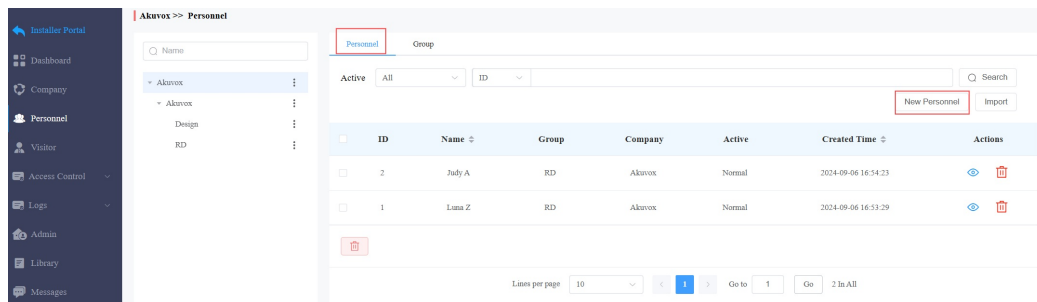 Akuvox >> Personnel
Installer Portal
Dashboard
Company
Personnel
Visitor
Access Control
Logs
Admin
Library
Messages
Name
Akuvox
Akuvox
Design
RD
Personnel Group
Active All ID Search
New Personnel Import
ID Name Group Company Active Created Time Actions
2 Judy A RD Akuvox Normal 2024-09-06 16:54:23
1 Luna Z RD Akuvox Normal 2024-09-06 16:53:29
Lines per page 10 < 1 > Go to 1 Go 2 In All